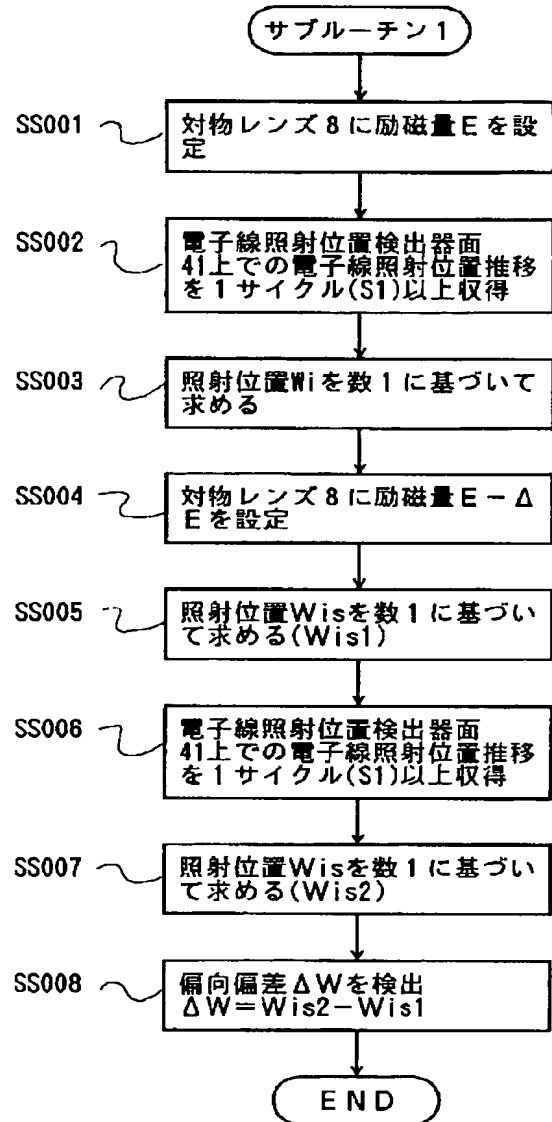 サブルーチン1
SS001
対物レンズ8に励磁量Eを設
定
SS002
電子線照射位置検出器面
41上での電子線照射位置推移
を1サイクル(S1)以上収得
SS003
照射位置Wiを数1に基づいて
求める
SS004
対物レンズ8に励磁量E-Δ
Eを設定
SS005
照射位置Wisを数1に基づい
て求める(Wis1)
SS006
電子線照射位置検出器面
41上での電子線照射位置推移
を1サイクル(S1)以上収得
SS007
照射位置Wisを数1に基づい
て求める(Wis2)
SS008
偏向偏差ΔWを検出
ΔW=Wis2-Wis1
END